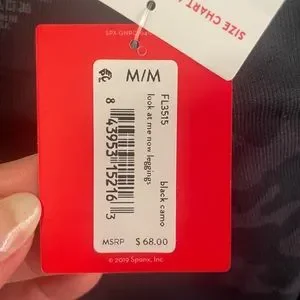 SIZE CHART
M/M
FL3515
look at me now leggings
black camo
8 43953 15216 3
MSRP $ 68.00
© 2019 Spanx, Inc